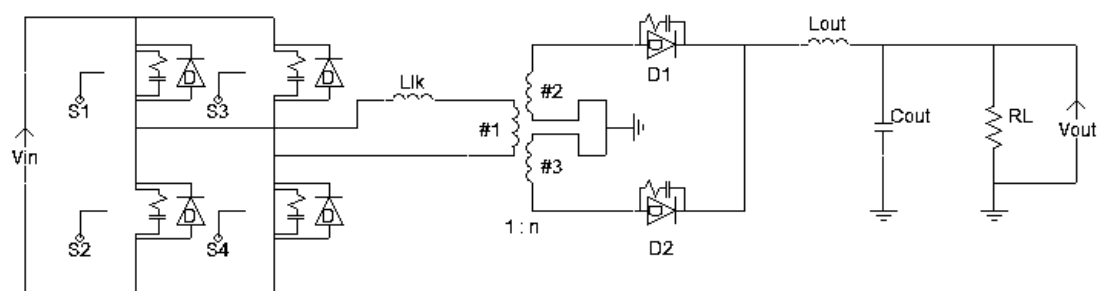 Lout
D
D
D
D1
Llk
#2
S1
S3
#1
Cout
RL
Vout
Vin
#3
D
D
D
1 : n
S2
S4
D2